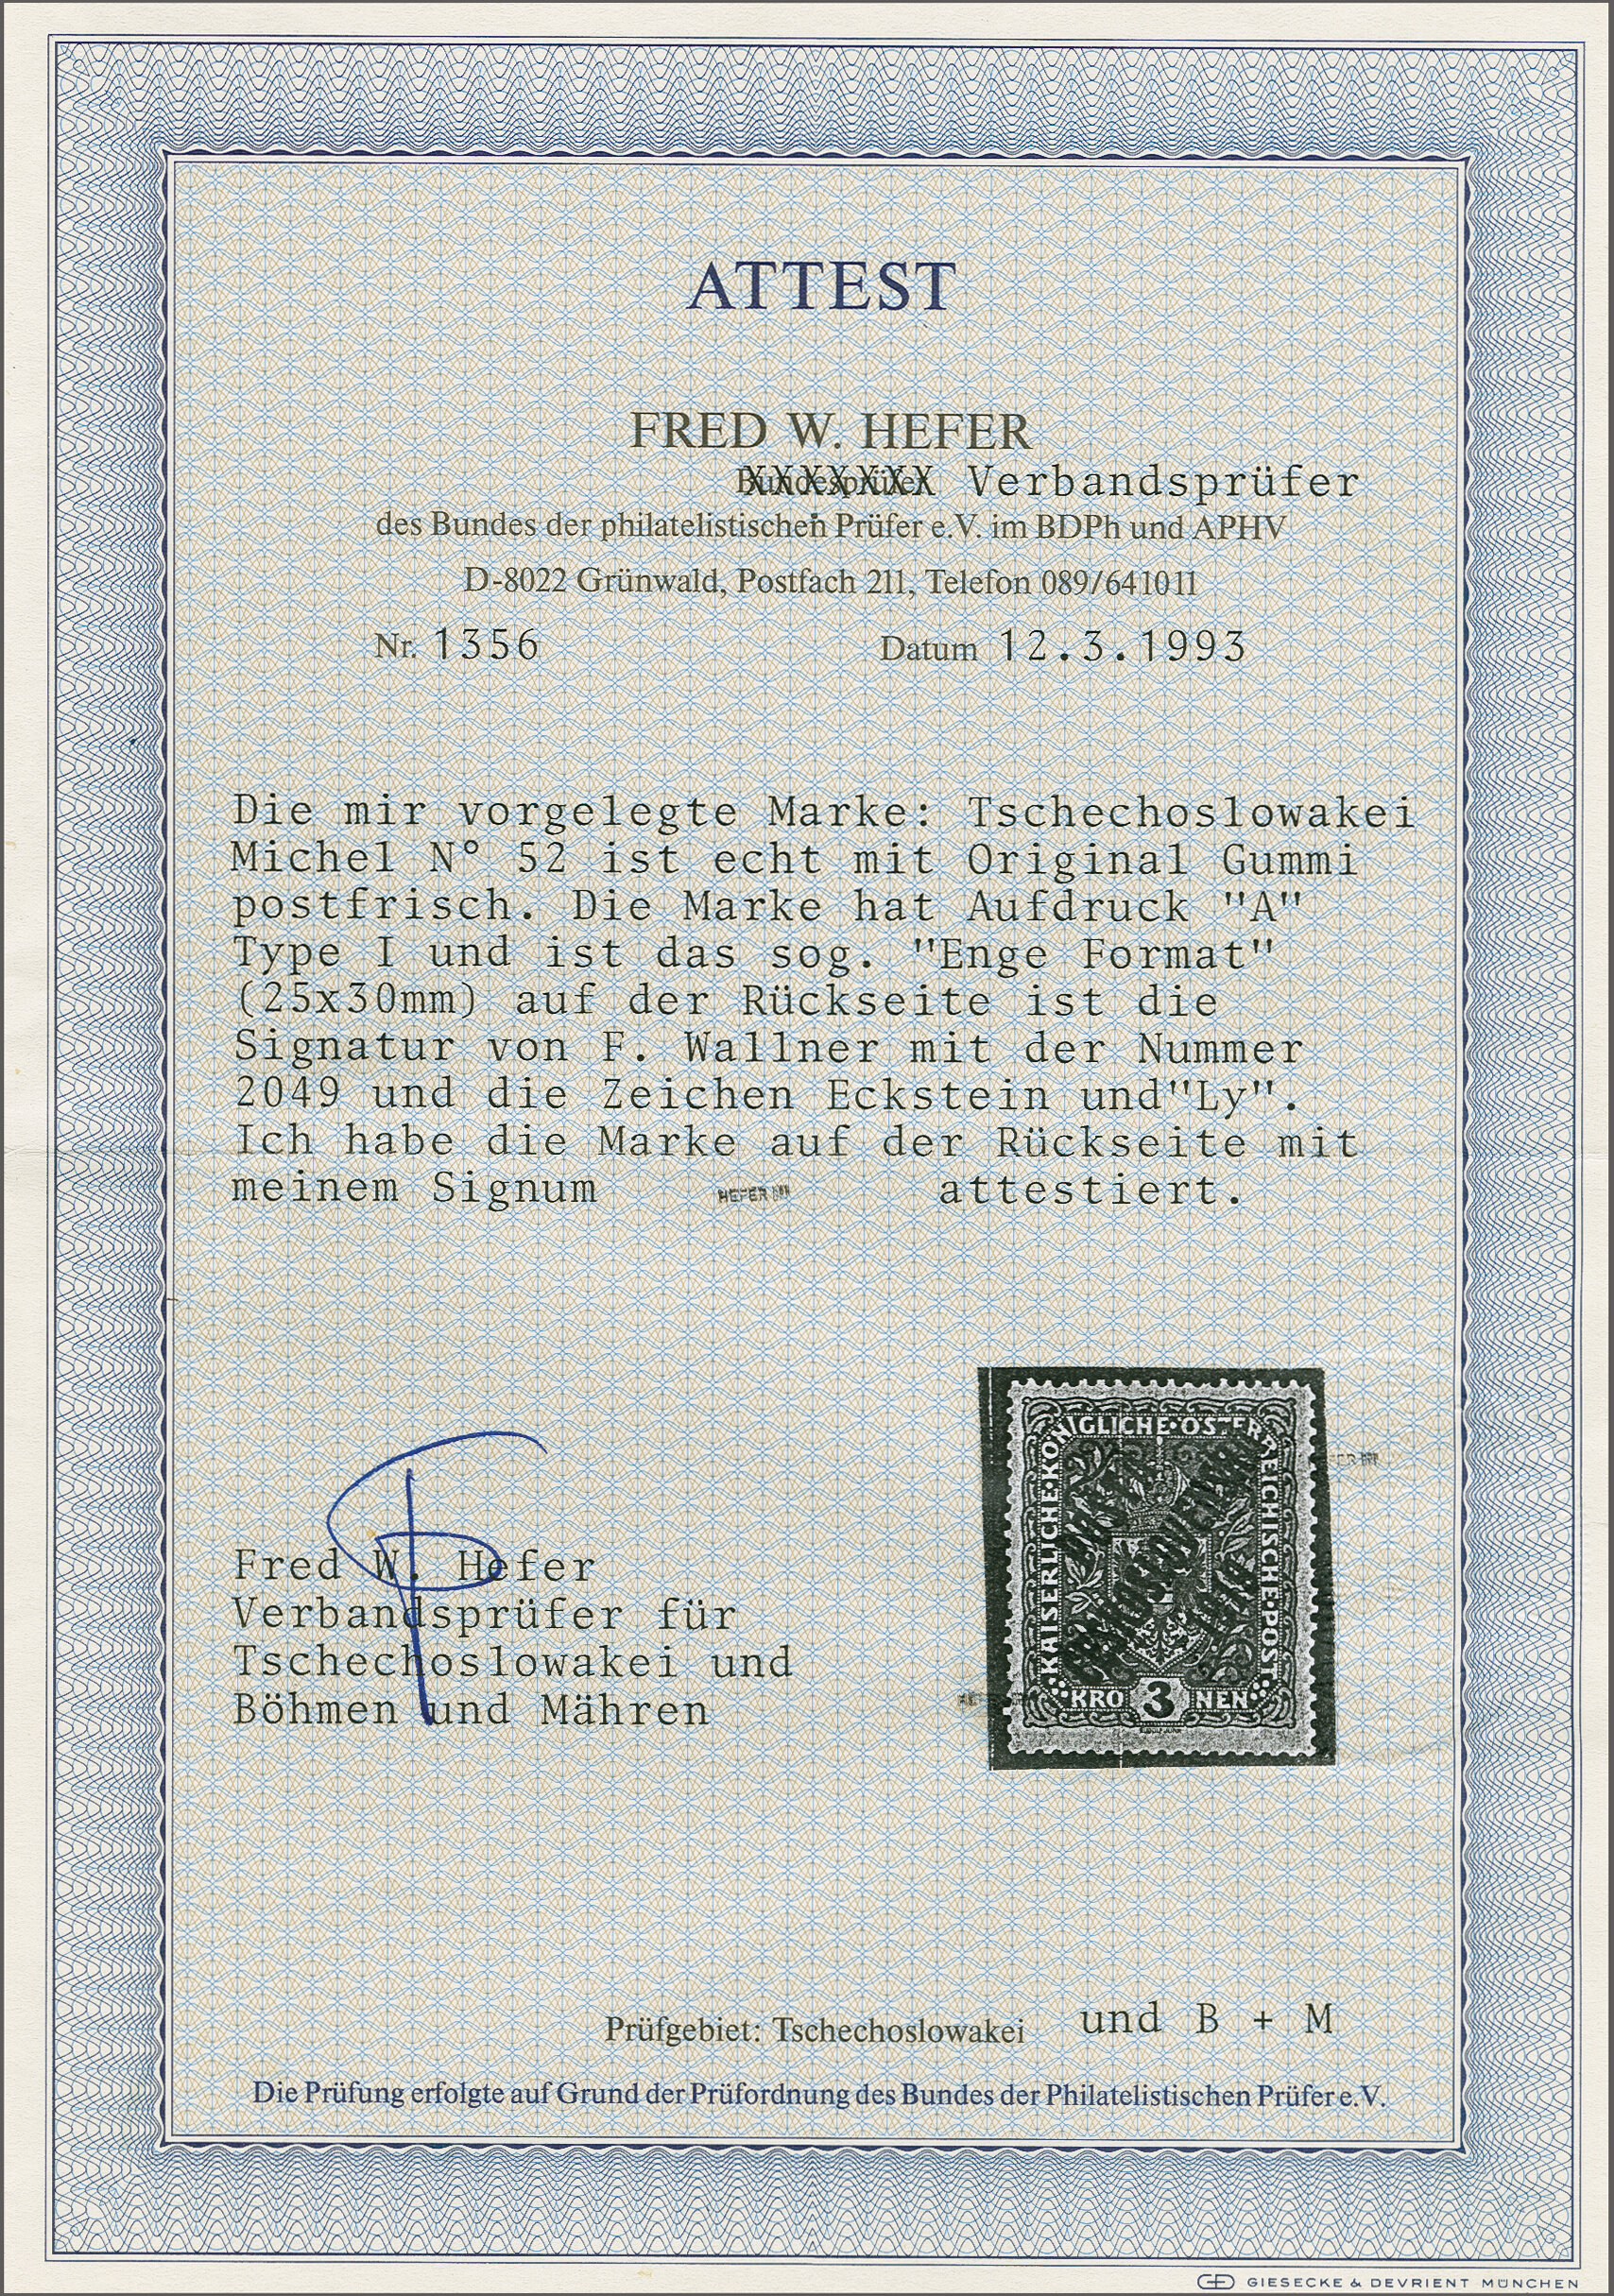 ATTEST
FRED W. HEFER
Bundesprüfer Verbandsprüfer
des Bundes der philatelistischen Prüfer e.V. im BDPh und APHV
D-8022 Grünwald, Postfach 211, Telefon 089/641011
Nr. 1356 Datum 12.3.1993
Die mir vorgelegte Marke: Tschechoslowakei
Michel N° 52 ist echt mit Original Gummi
postfrisch. Die Marke hat Aufdruck "A"
Type I und ist das sog. "Enge Format"
(25x30mm) auf der Rückseite ist die
Signatur von F. Wallner mit der Nummer
2049 und die Zeichen Eckstein und"Ly".
Ich habe die Marke auf der Rückseite mit
meinem Signum HEFER attestiert.
KAISERLICHE·KÖNIGLICHE·ÖSTERREICHISCHE·POST
KRO 3 NEN
Fred W. Hefer
Verbandsprüfer für
Tschechoslowakei und
Böhmen und Mähren
Prüfgebiet: Tschechoslowakei und B + M
Die Prüfung erfolgte auf Grund der Prüfordnung des Bundes der Philatelistischen Prüfer e.V.
GIESECKE & DEVRIENT MÜNCHEN